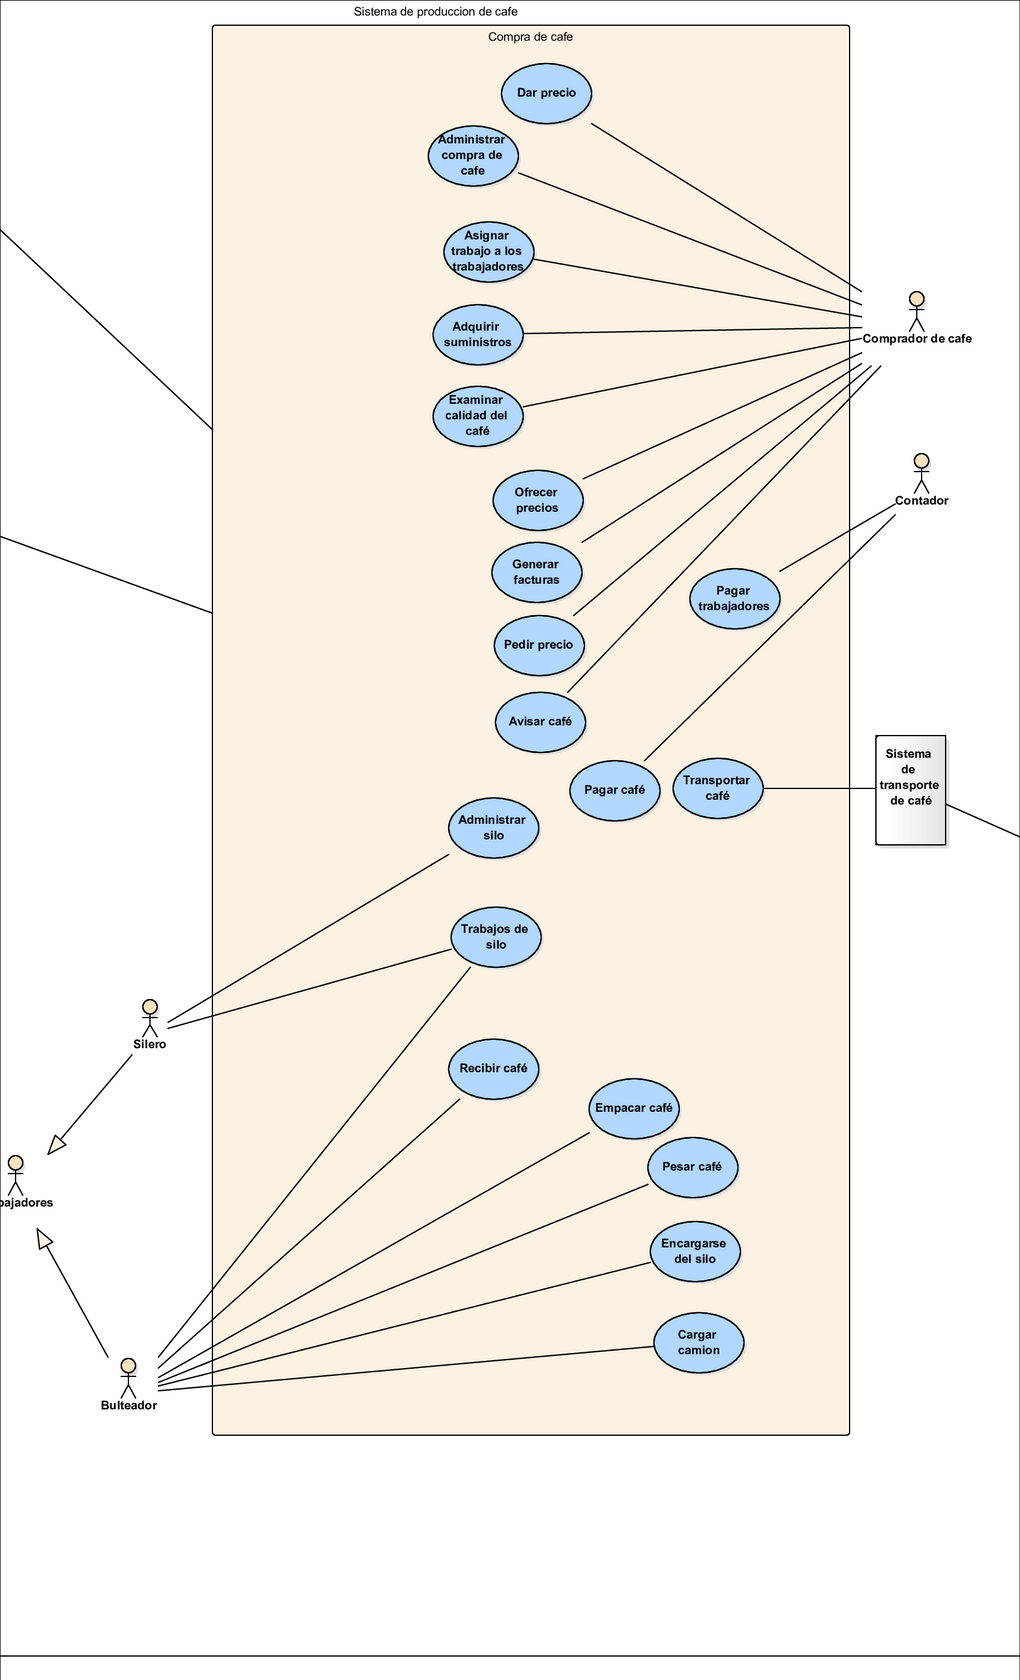 Sistema de produccion de cafe
Compra de cafe
Dar precio
Administrar
compra de
cafe
Asignar
trabajo a los
trabajadores
Adquirir
suministros
Comprador de cafe
Examinar
calidad del
café
Ofrecer
precios
Contador
Generar
facturas
Pagar
trabajadores
Pedir precio
Avisar café
Pagar café
Transportar
café
Sistema
de
transporte
de café
Administrar
silo
Trabajos de
silo
Silero
Recibir café
Empacar café
Pesar café
bajadores
Encargarse
del silo
Cargar
camion
Bulteador